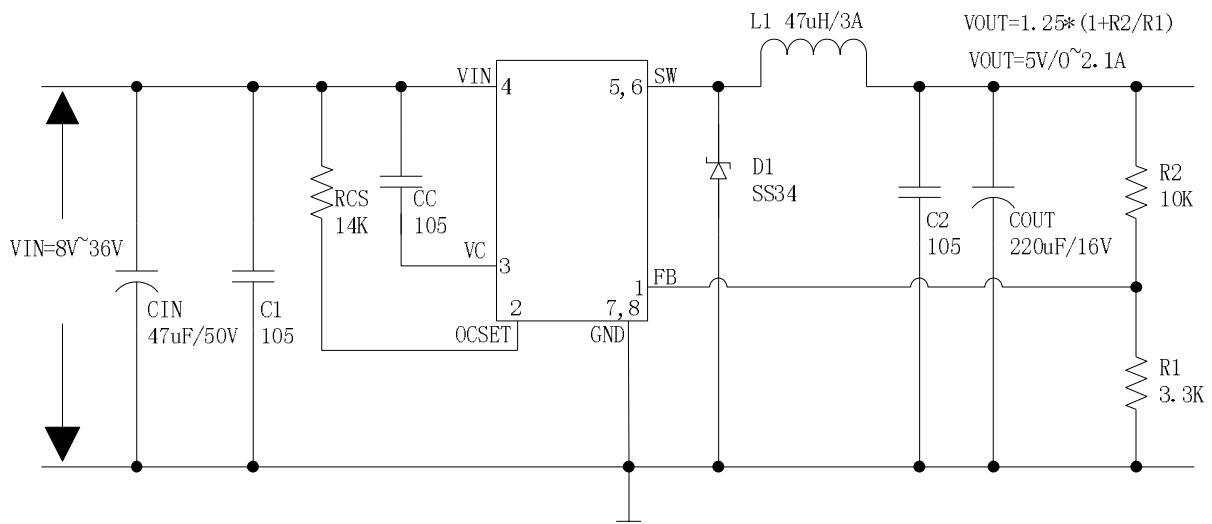 L1 47uH/3A
VOUT=1.25*(1+R2/R1)
VOUT=5V/0~2.1A
VIN
4
5,6
SW
RCS
14K
CC
105
D1
SS34
R2
10K
C2
105
COUT
220uF/16V
VIN=8V~36V
VC
3
1
FB
CIN
47uF/50V
C1
105
2
7,8
OCSET
GND
R1
3.3K